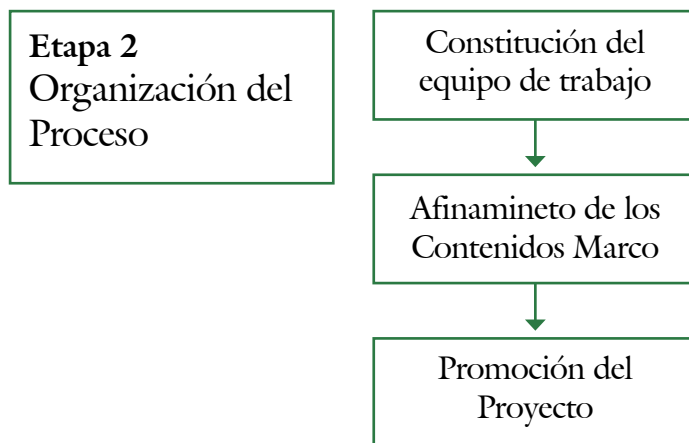 Etapa 2
Organización del
Proceso
Constitución del
equipo de trabajo
Afinamineto de los
Contenidos Marco
Promoción del
Proyecto